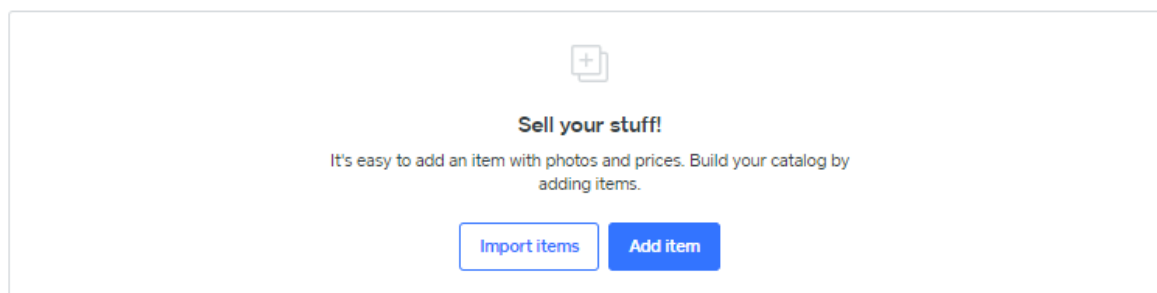 Sell your stuff!
It's easy to add an item with photos and prices. Build your catalog by
adding items.
Import items
Add item